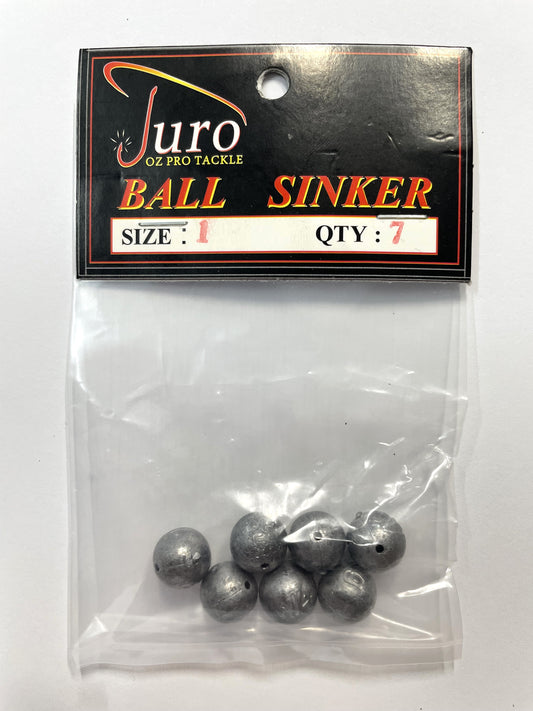 Juro
OZ PRO TACKLE
BALL SINKER
SIZE : 1 QTY : 7